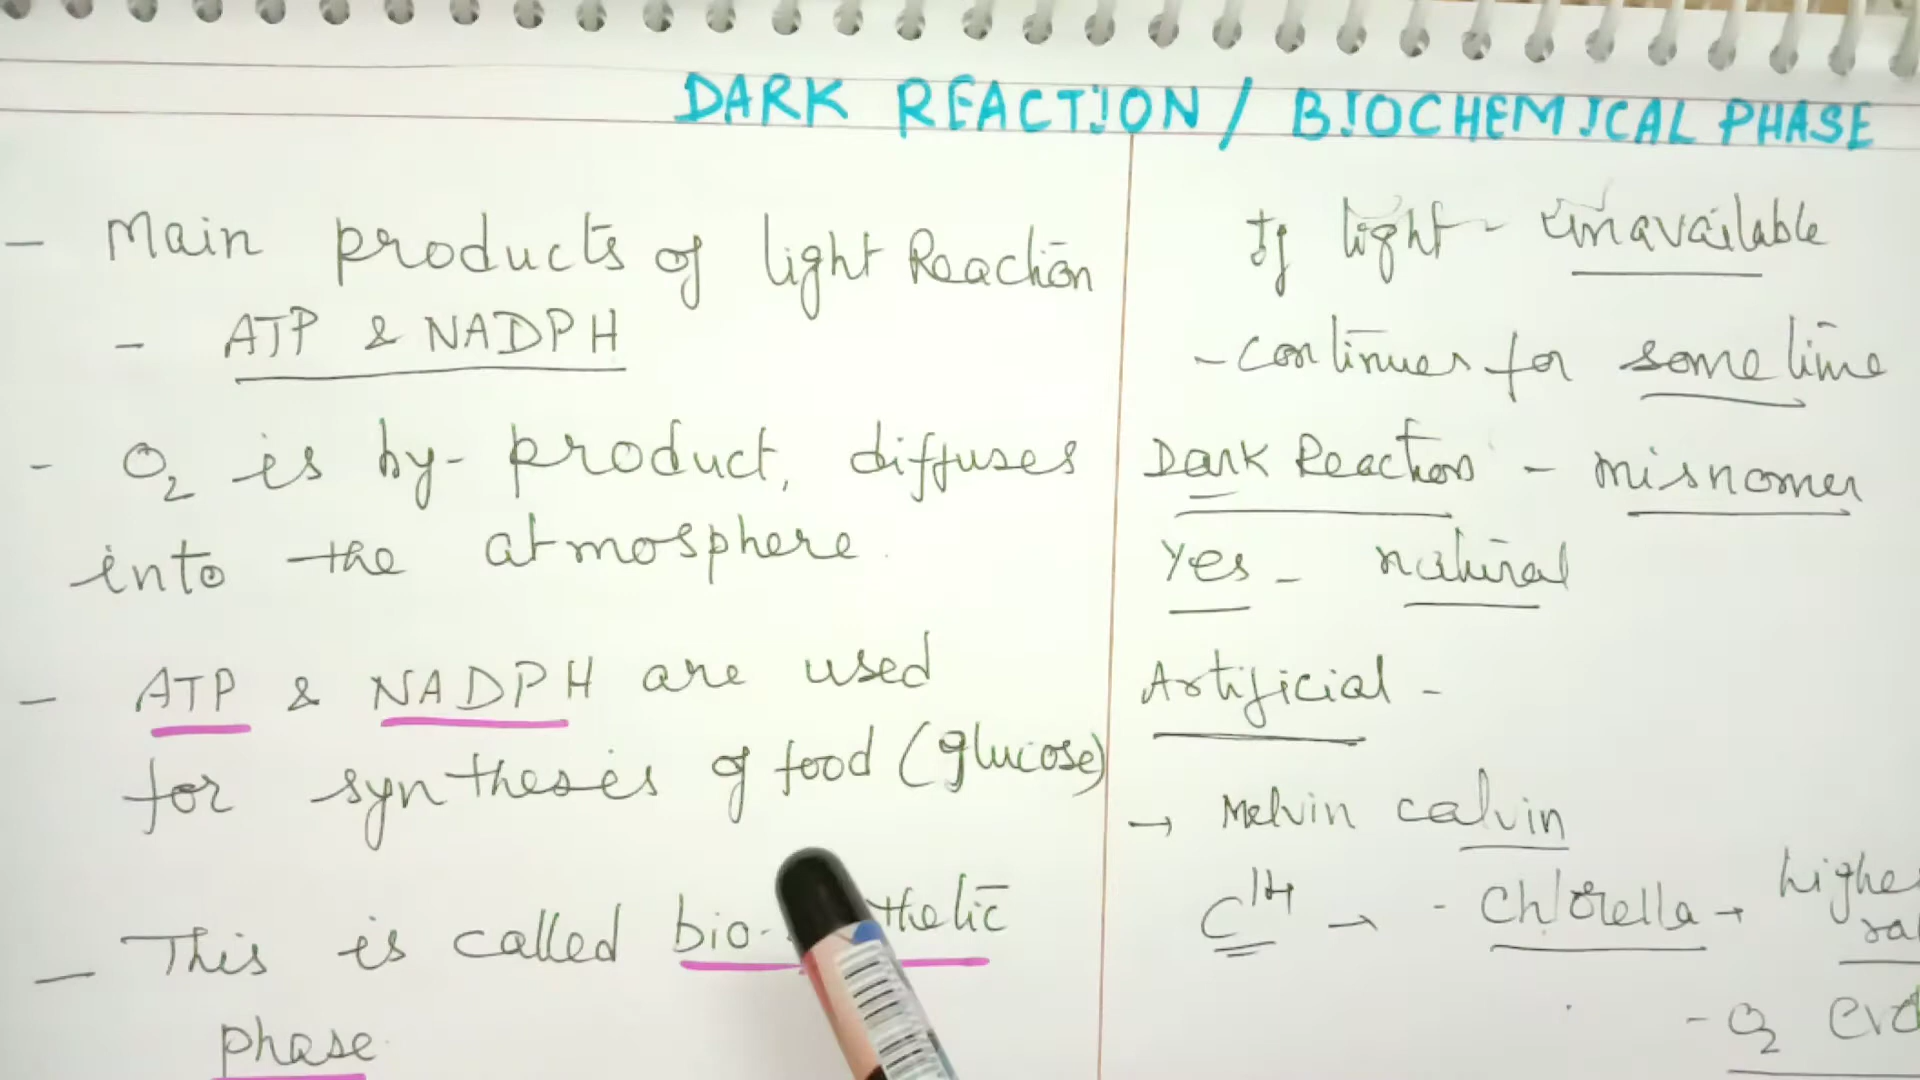 DARK REACTION / BIOCHEMICAL PHASE
- Main products of light Reaction
- ATP & NADPH
- O2 is by-product, diffuses
into the atmosphere.
- ATP & NADPH are used
for synthesis of food (glucose)
- This is called
phase
If light - unavailable
- continues for some time
Dark Reaction - misnomer
Yes - natural
Artificial -
→ Melvin calvin
C14 → - Chlorella →
- O2